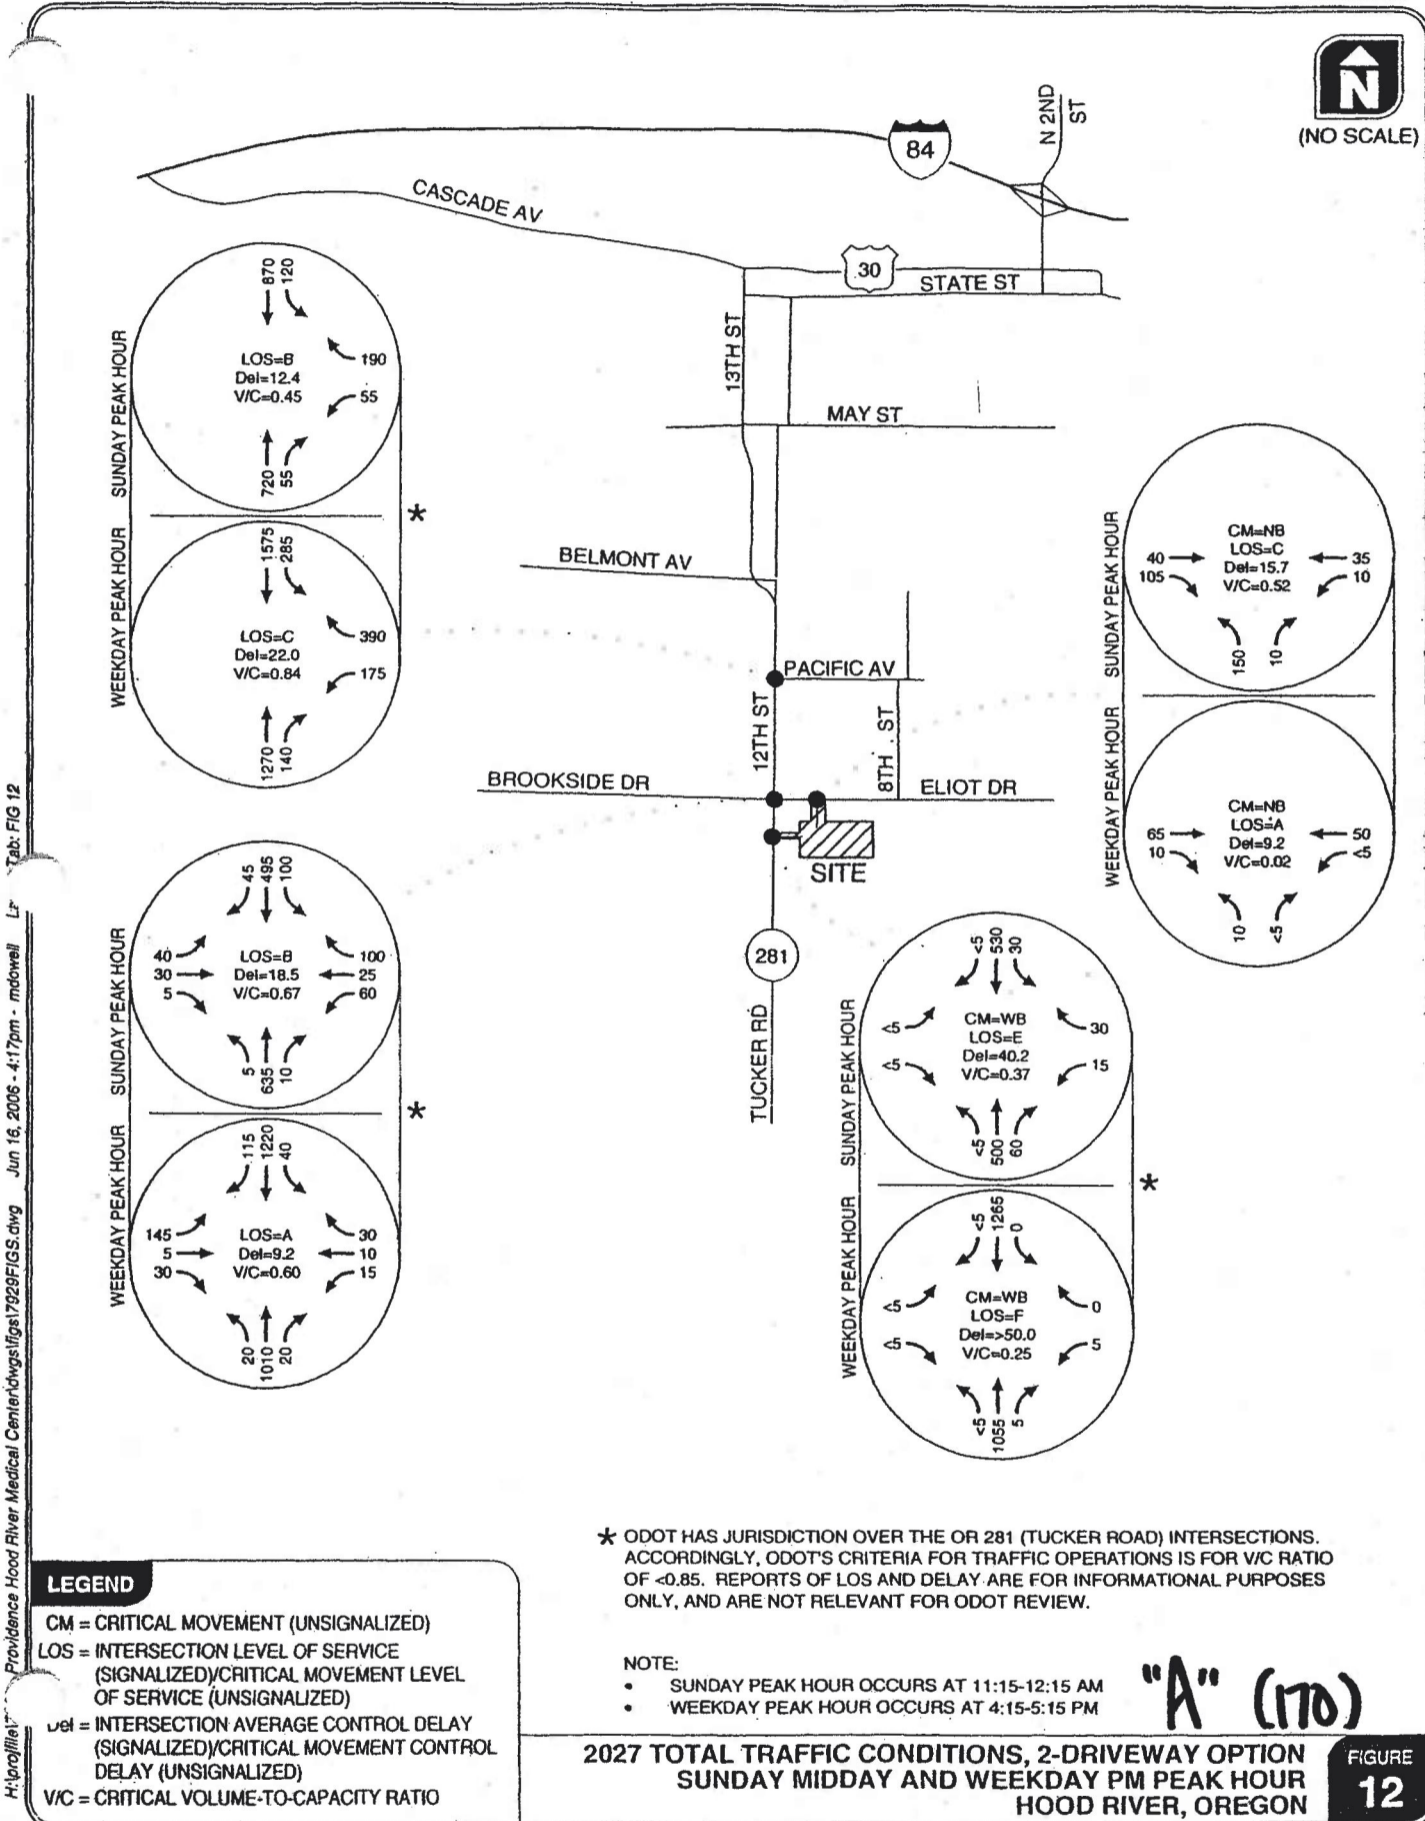 N
(NO SCALE)
N 2ND
ST
84
CASCADE AV
30
STATE ST
13TH ST
MAY ST
BELMONT AV
PACIFIC AV
12TH ST
8TH ST
BROOKSIDE DR
ELIOT DR
SITE
281
TUCKER RD
SUNDAY PEAK HOUR
870
120
LOS=B
Del=12.4
V/C=0.45
190
55
720
55
WEEKDAY PEAK HOUR
1575
285
LOS=C
Del=22.0
V/C=0.84
390
175
1270
140
*
SUNDAY PEAK HOUR
45
495
100
40
30
5
LOS=B
Del=18.5
V/C=0.67
100
25
60
5
635
10
WEEKDAY PEAK HOUR
115
1220
40
145
5
30
LOS=A
Del=9.2
V/C=0.60
30
10
15
20
1010
20
*
SUNDAY PEAK HOUR
40
105
CM=NB
LOS=C
Del=15.7
V/C=0.52
35
10
150
10
WEEKDAY PEAK HOUR
65
10
CM=NB
LOS=A
Del=9.2
V/C=0.02
50
<5
10
<5
SUNDAY PEAK HOUR
<5
530
30
<5
<5
CM=WB
LOS=E
Del=40.2
V/C=0.37
30
15
<5
500
60
WEEKDAY PEAK HOUR
<5
1265
0
<5
<5
CM=WB
LOS=F
Del=>50.0
V/C=0.25
0
5
<5
1055
5
*
* ODOT HAS JURISDICTION OVER THE OR 281 (TUCKER ROAD) INTERSECTIONS.
ACCORDINGLY, ODOT'S CRITERIA FOR TRAFFIC OPERATIONS IS FOR V/C RATIO
OF <0.85. REPORTS OF LOS AND DELAY ARE FOR INFORMATIONAL PURPOSES
ONLY, AND ARE NOT RELEVANT FOR ODOT REVIEW.
NOTE:
• SUNDAY PEAK HOUR OCCURS AT 11:15-12:15 AM
• WEEKDAY PEAK HOUR OCCURS AT 4:15-5:15 PM
"A" (170)
LEGEND
CM = CRITICAL MOVEMENT (UNSIGNALIZED)
LOS = INTERSECTION LEVEL OF SERVICE
(SIGNALIZED)/CRITICAL MOVEMENT LEVEL
OF SERVICE (UNSIGNALIZED)
Del = INTERSECTION AVERAGE CONTROL DELAY
(SIGNALIZED)/CRITICAL MOVEMENT CONTROL
DELAY (UNSIGNALIZED)
V/C = CRITICAL VOLUME-TO-CAPACITY RATIO
2027 TOTAL TRAFFIC CONDITIONS, 2-DRIVEWAY OPTION
SUNDAY MIDDAY AND WEEKDAY PM PEAK HOUR
HOOD RIVER, OREGON
FIGURE
12
Providence Hood River Medical Center\dwgs\figs\7929FIGS.dwg Jun 16, 2006 - 4:17pm - mdowell Tab: FIG 12